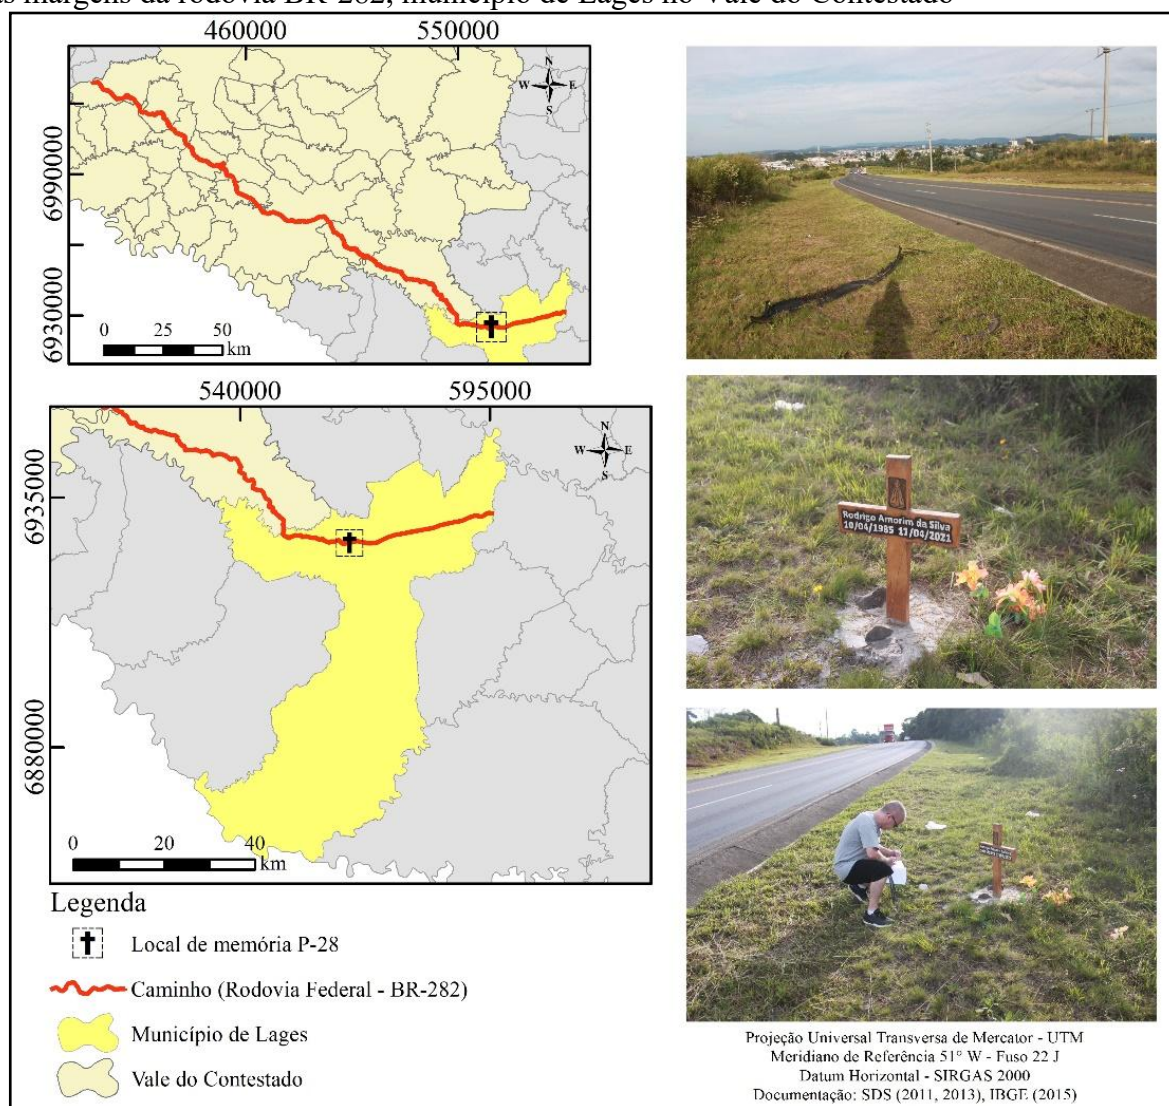 às margens da rodovia BR-282, município de Lages no Vale do Contestado
460000 550000
N
W E
S
6990000
6930000
0 25 50
km
540000 595000
N
W E
S
6935000
6880000
0 20 40
km
Legenda
Local de memória P-28
Caminho (Rodovia Federal - BR-282)
Município de Lages
Vale do Contestado
Rodrigo Amorim da Silva
10/04/1985 17/04/2021
Projeção Universal Transversa de Mercator - UTM
Meridiano de Referência 51° W - Fuso 22 J
Datum Horizontal - SIRGAS 2000
Documentação: SDS (2011, 2013), IBGE (2015)